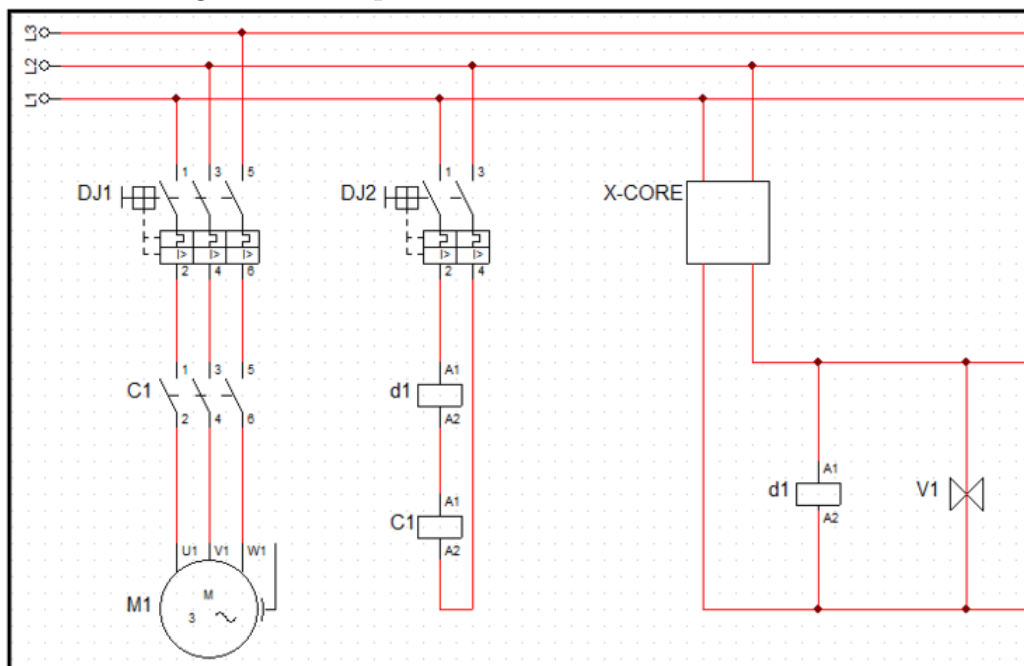 L3
L2
L1
DJ1
1 3 5
I> I> I>
2 4 6
DJ2
1 3
I> I>
2 4
X-CORE
C1
1 3 5
2 4 6
d1
A1
A2
C1
A1
A2
d1
A1
A2
V1
U1 V1 W1
M1
M
3